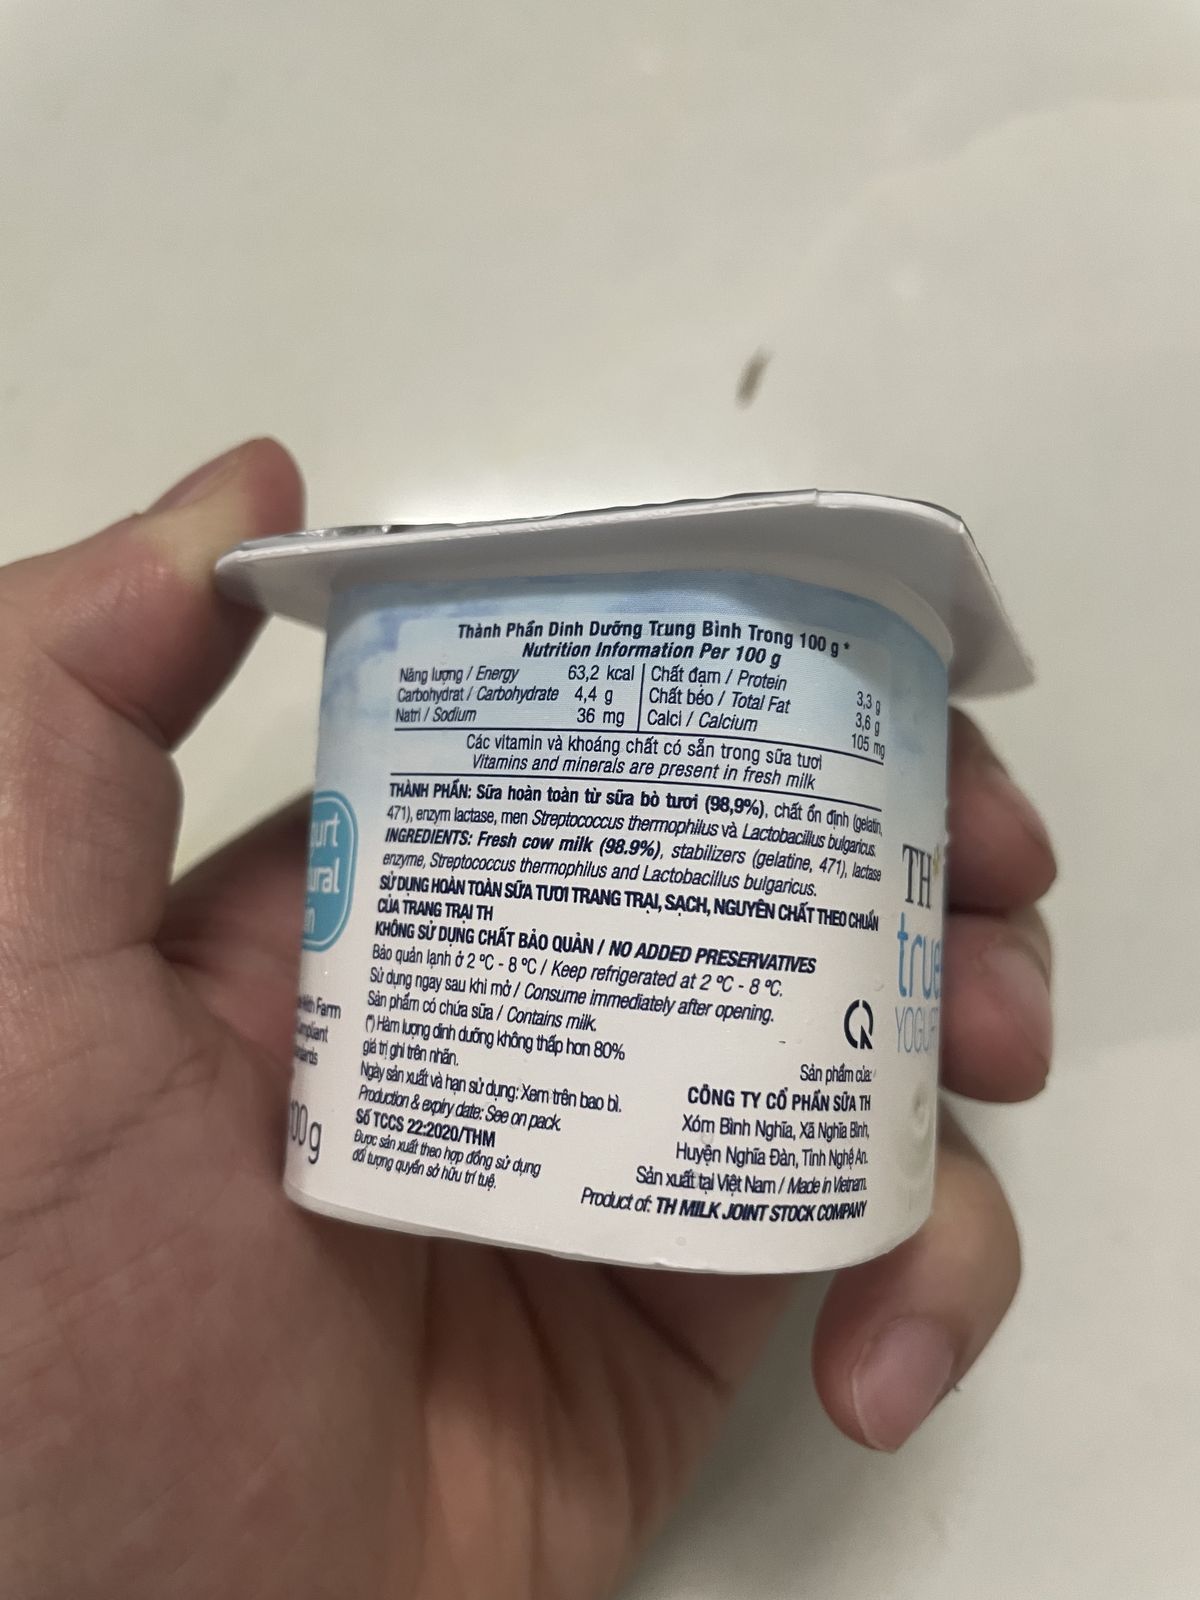 Thành Phần Dinh Dưỡng Trung Bình Trong 100 g *
Nutrition Information Per 100 g
Năng lượng / Energy 63,2 kcal
Carbohydrat / Carbohydrate 4,4 g
Natri / Sodium 36 mg
Chất đạm / Protein 3,3 g
Chất béo / Total Fat 3,6 g
Calci / Calcium 105 mg
Các vitamin và khoáng chất có sẵn trong sữa tươi
Vitamins and minerals are present in fresh milk
THÀNH PHẦN: Sữa hoàn toàn từ sữa bò tươi (98,9%), chất ổn định (gelatin,
471), enzym lactase, men Streptococcus thermophilus và Lactobacillus bulgaricus.
INGREDIENTS: Fresh cow milk (98.9%), stabilizers (gelatine, 471), lactase
enzyme, Streptococcus thermophilus and Lactobacillus bulgaricus.
SỬ DỤNG HOÀN TOÀN SỮA TƯƠI TRANG TRẠI, SẠCH, NGUYÊN CHẤT THEO CHUẨN
CỦA TRANG TRẠI TH
KHÔNG SỬ DỤNG CHẤT BẢO QUẢN / NO ADDED PRESERVATIVES
Bảo quản lạnh ở 2 °C - 8 °C / Keep refrigerated at 2 °C - 8 °C.
Sử dụng ngay sau khi mở / Consume immediately after opening.
Sản phẩm có chứa sữa / Contains milk.
(*) Hàm lượng dinh dưỡng không thấp hơn 80%
giá trị ghi trên nhãn.
Ngày sản xuất và hạn sử dụng: Xem trên bao bì.
Production & expiry date: See on pack.
Số TCCS 22:2020/THM
Được sản xuất theo hợp đồng sử dụng
đối tượng quyền sở hữu trí tuệ.
Sản phẩm của:
CÔNG TY CỔ PHẦN SỮA TH
Xóm Bình Nghĩa, Xã Nghĩa Bình,
Huyện Nghĩa Đàn, Tỉnh Nghệ An.
Sản xuất tại Việt Nam / Made in Vietnam.
Product of: TH MILK JOINT STOCK COMPANY
TH
true
YOGURT
Farm